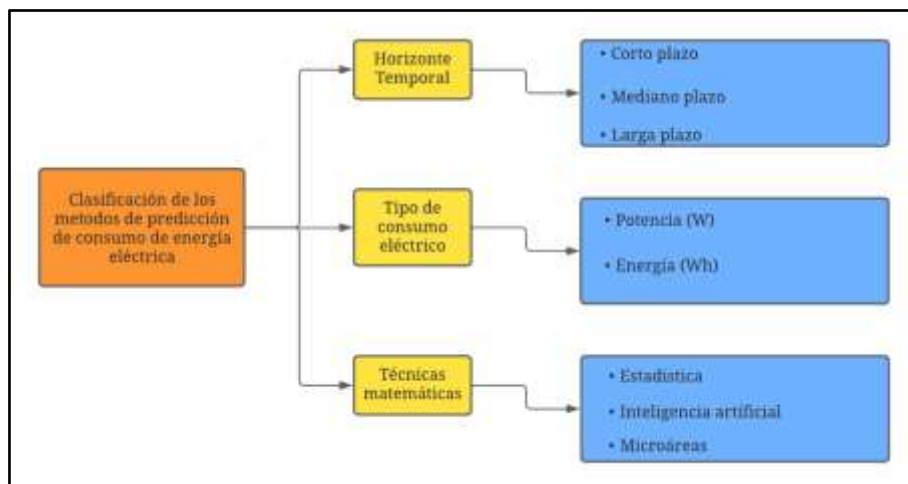 Clasificación de los
metodos de predicción
de consumo de energía
eléctrica
Horizonte
Temporal
• Corto plazo
• Mediano plazo
• Larga plazo
Tipo de
consumo
eléctrico
• Potencia (W)
• Energía (Wh)
Técnicas
matemáticas
• Estadística
• Inteligencia artificial
• Microáreas